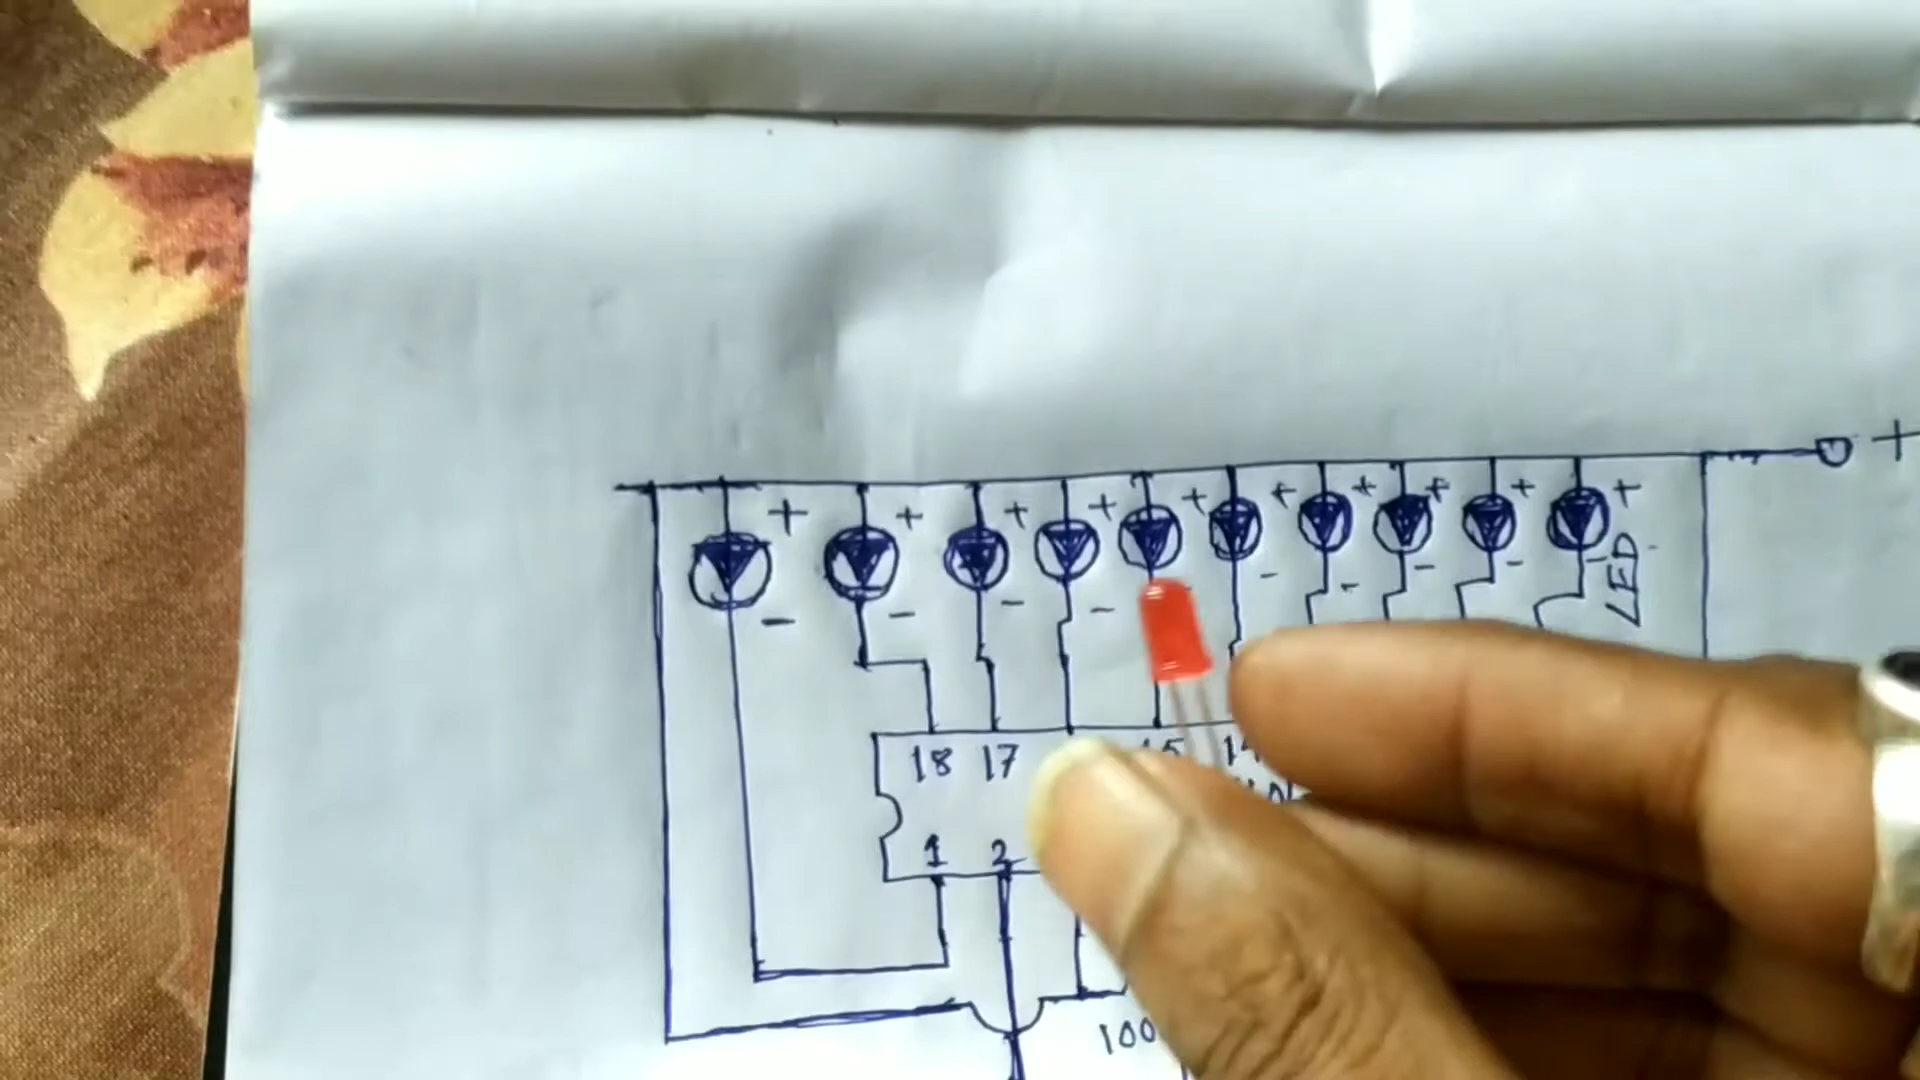 +
+ + + + + + + + + +
- - - - - - - -
LED
18 17 15 14
1 2
100